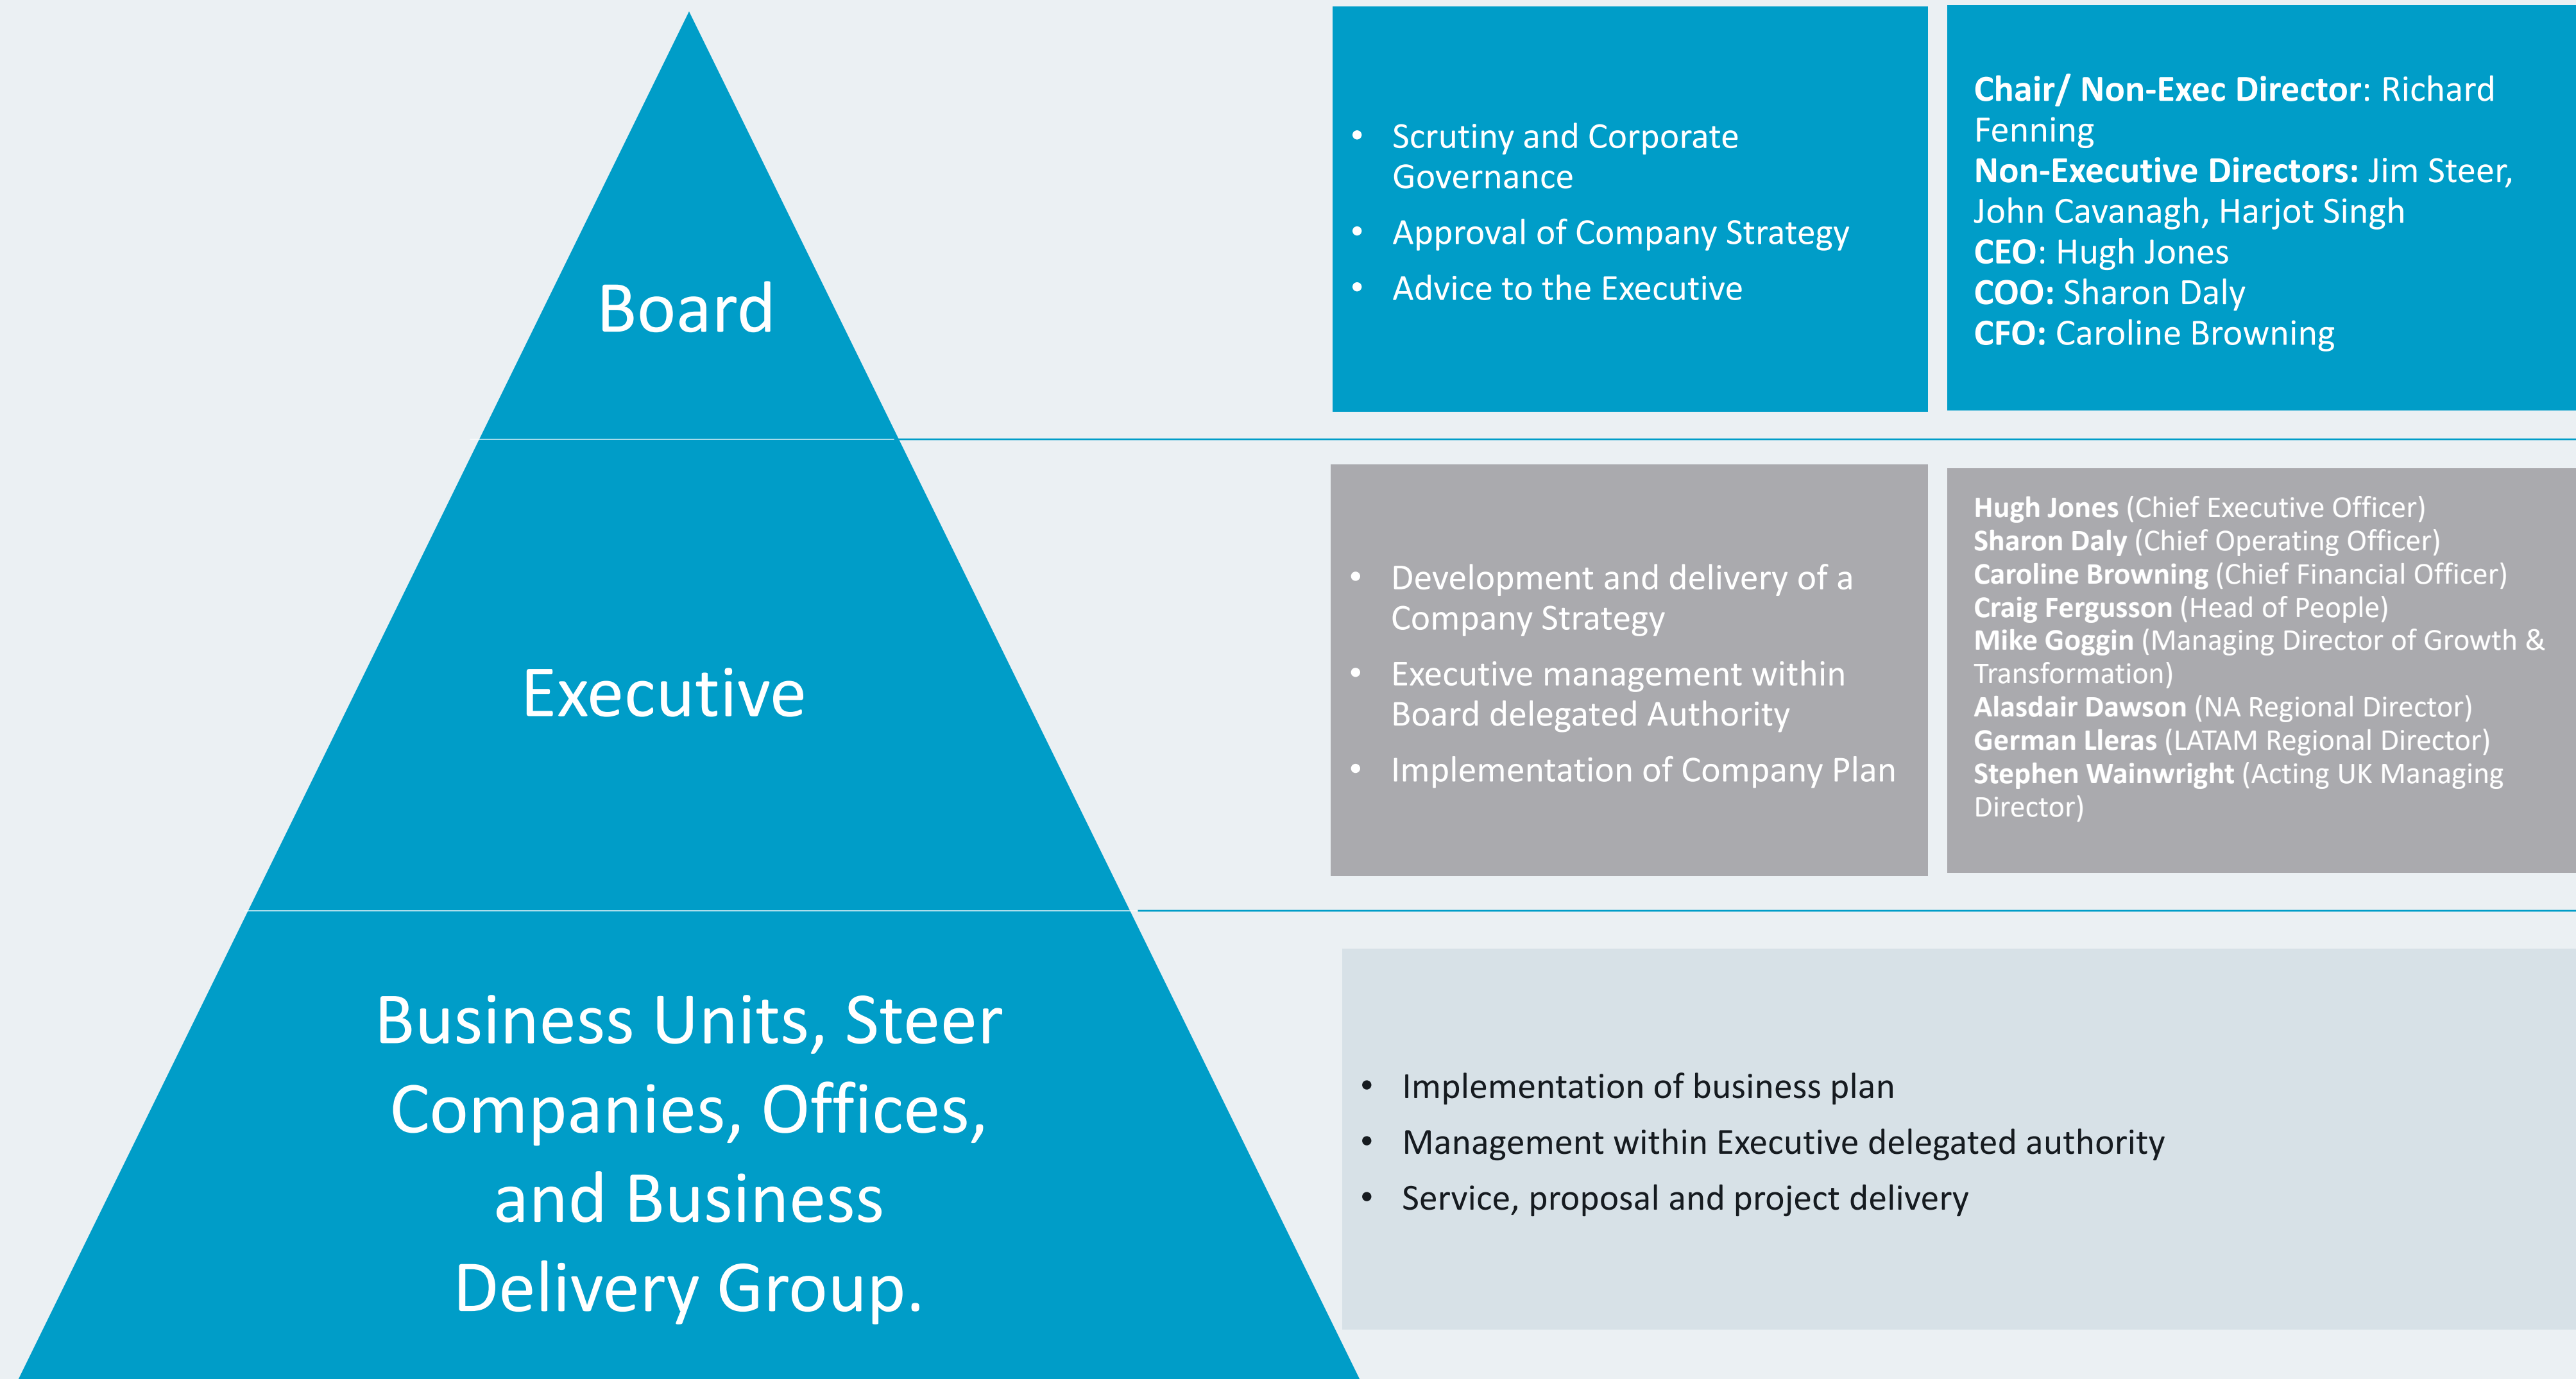 Board
• Scrutiny and Corporate
Governance
• Approval of Company Strategy
• Advice to the Executive
Chair/ Non-Exec Director: Richard
Fenning
Non-Executive Directors: Jim Steer,
John Cavanagh, Harjot Singh
CEO: Hugh Jones
COO: Sharon Daly
CFO: Caroline Browning
Executive
• Development and delivery of a
Company Strategy
• Executive management within
Board delegated Authority
• Implementation of Company Plan
Hugh Jones (Chief Executive Officer)
Sharon Daly (Chief Operating Officer)
Caroline Browning (Chief Financial Officer)
Craig Fergusson (Head of People)
Mike Goggin (Managing Director of Growth &
Transformation)
Alasdair Dawson (NA Regional Director)
German Lleras (LATAM Regional Director)
Stephen Wainwright (Acting UK Managing
Director)
Business Units, Steer
Companies, Offices,
and Business
Delivery Group.
• Implementation of business plan
• Management within Executive delegated authority
• Service, proposal and project delivery